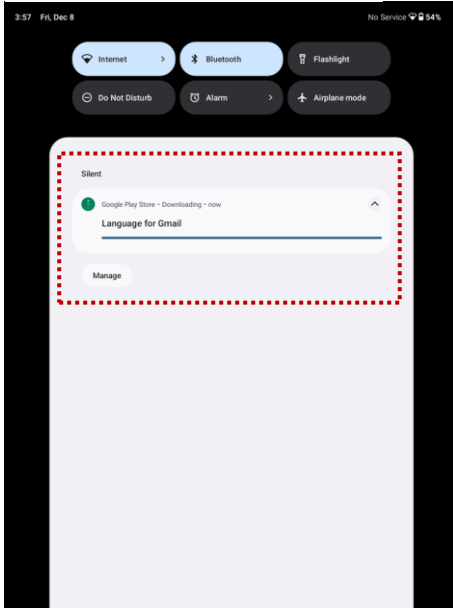 3:57 Fri, Dec 8 No Service 54%
Internet Bluetooth Flashlight
Do Not Disturb Alarm Airplane mode
Silent
Google Play Store • Downloading • now
Language for Gmail
Manage